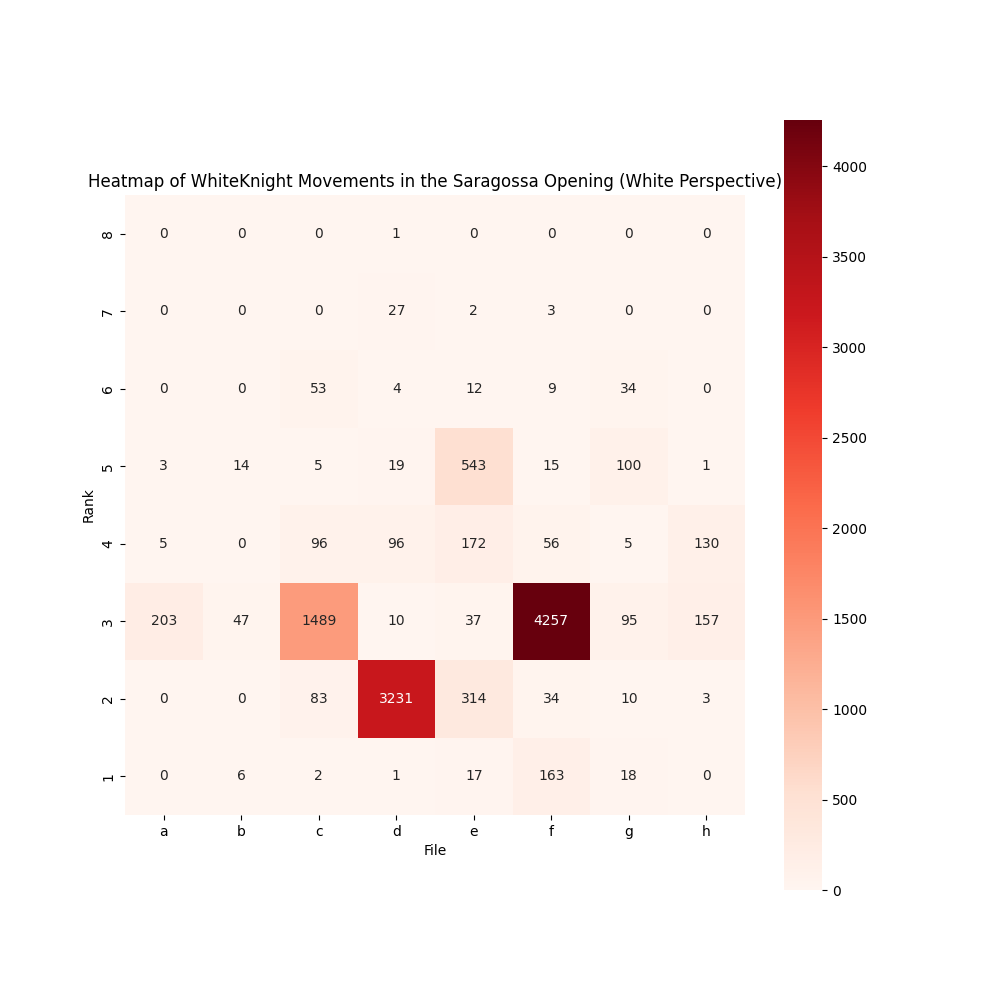 Heatmap of WhiteKnight Movements in the Saragossa Opening (White Perspective)
8 0 0 0 1 0 0 0 0
7 0 0 0 27 2 3 0 0
6 0 0 53 4 12 9 34 0
5 3 14 5 19 543 15 100 1
4 5 0 96 96 172 56 5 130
3 203 47 1489 10 37 4257 95 157
2 0 0 83 3231 314 34 10 3
1 0 6 2 1 17 163 18 0
a b c d e f g h
File
Rank
4000
3500
3000
2500
2000
1500
1000
500
0